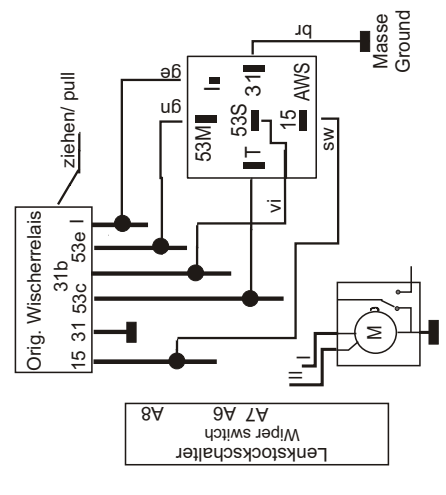 br
Masse
Ground
ziehen/ pull
ge
gn
I
31
AWS
53M
53S
15
T
sw
vi
Orig. Wischerrelais
15 31 53c 31b 53e I
M
I
II
Lenkstockschalter
Wiper switch
A7 A6 A8